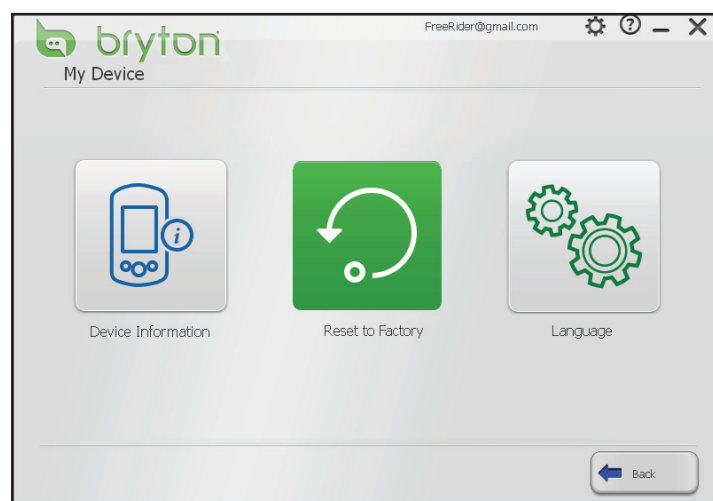 bryton
FreeRider@gmail.com
My Device
Device Information
Reset to Factory
Language
Back